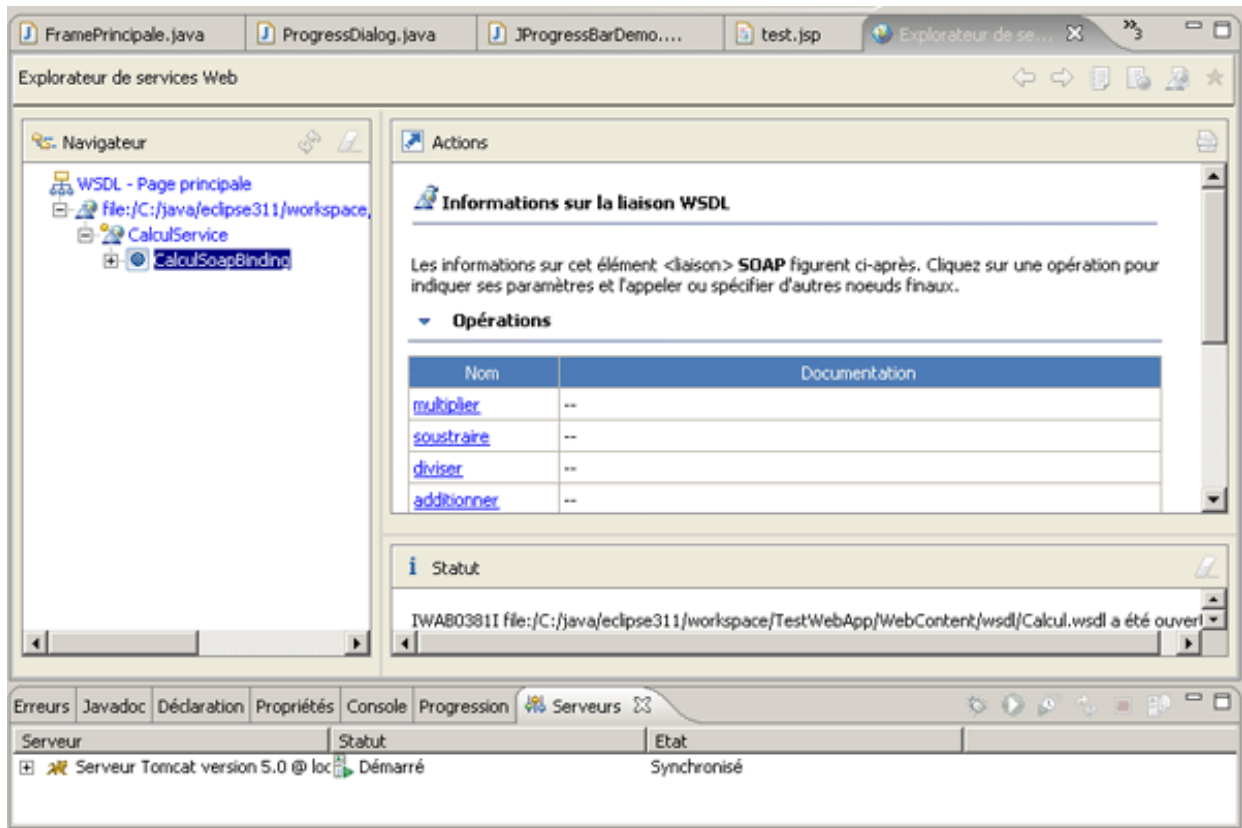 FramePrincipale.java ProgressDialog.java JProgressBarDemo.... test.jsp Explorateur de se... »3
Explorateur de services Web
Navigateur
WSDL - Page principale
file:/C:/java/eclipse311/workspace,
CalculService
CalculSoapBinding
Actions
Informations sur la liaison WSDL
Les informations sur cet élément <liaison> SOAP figurent ci-après. Cliquez sur une opération pour
indiquer ses paramètres et l'appeler ou spécifier d'autres noeuds finaux.
Opérations
Nom Documentation
multiplier --
soustraire --
diviser --
additionner --
Statut
IWAB0381I file:/C:/java/eclipse311/workspace/TestWebApp/WebContent/wsdl/Calcul.wsdl a été ouvert
Erreurs Javadoc Déclaration Propriétés Console Progression Serveurs
Serveur Statut Etat
Serveur Tomcat version 5.0 @ loc Démarré Synchronisé